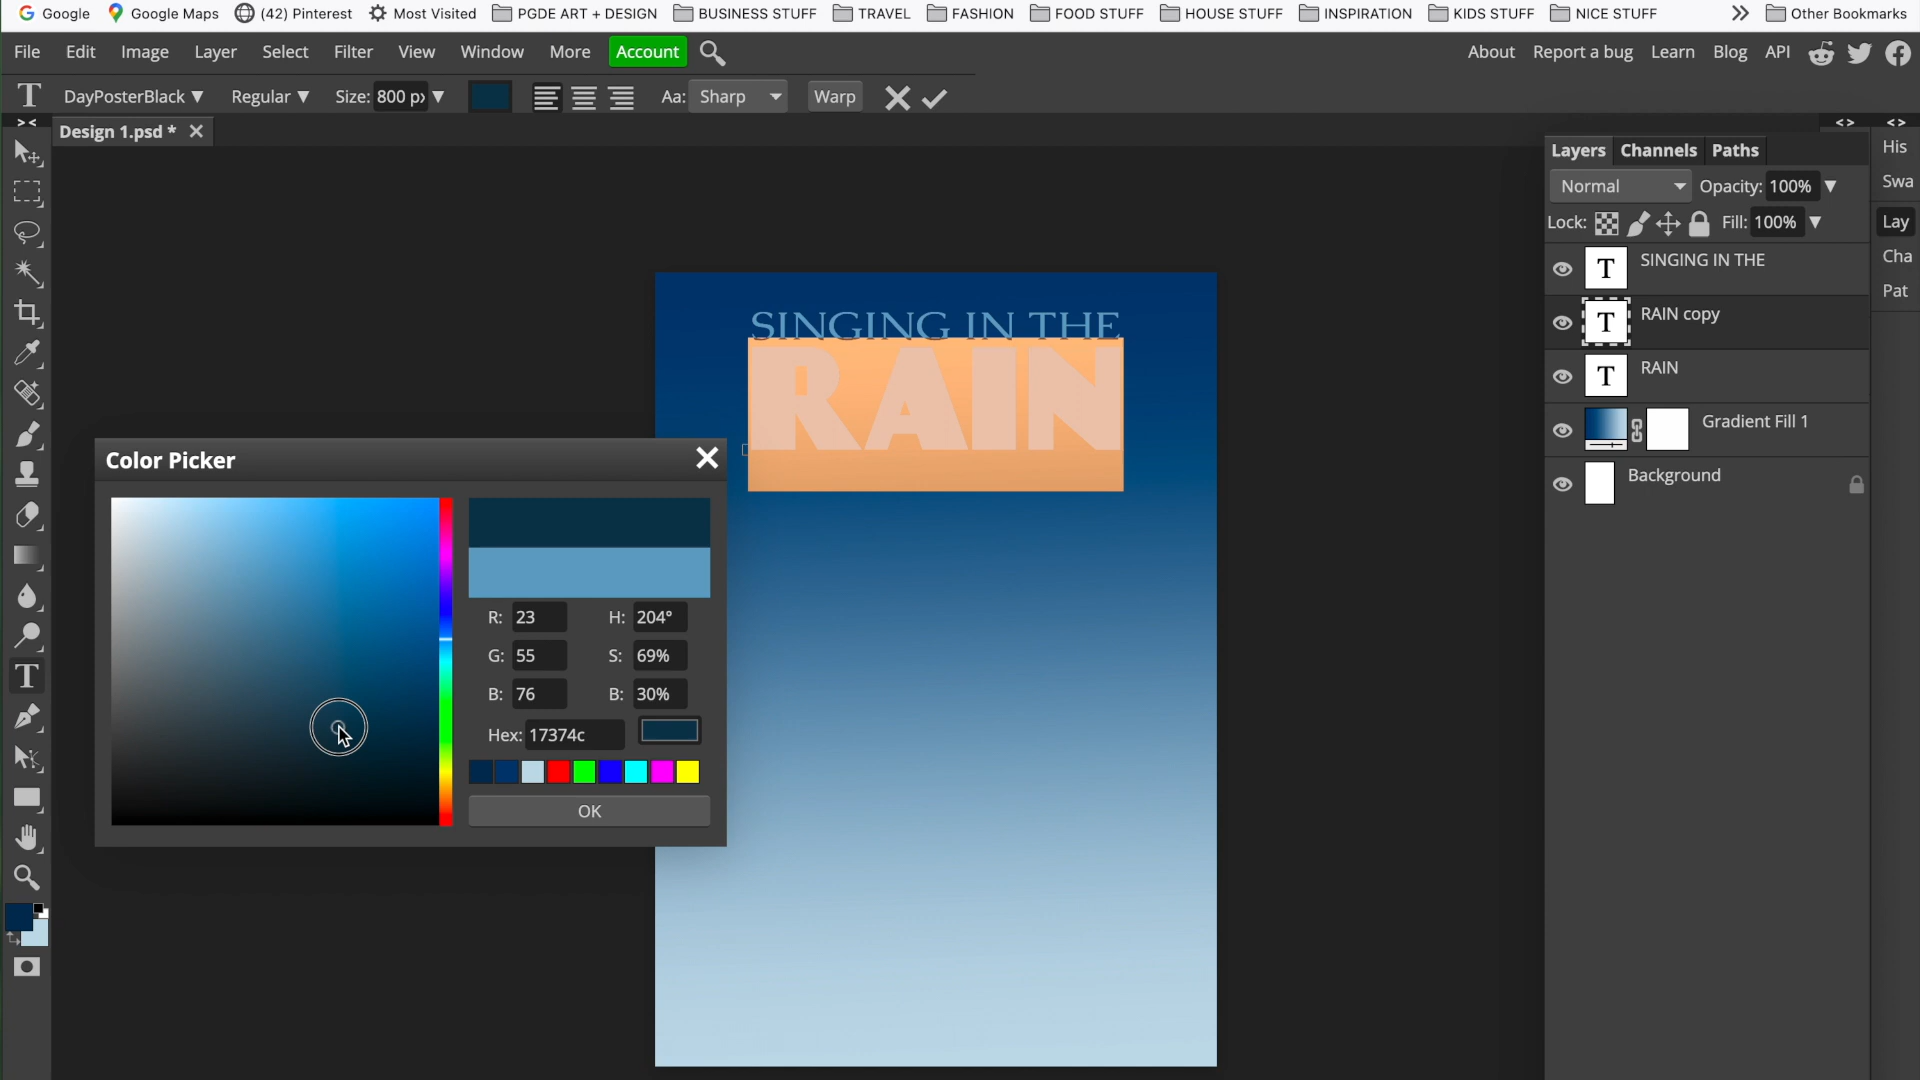 Google Google Maps (42) Pinterest Most Visited PGDE ART + DESIGN BUSINESS STUFF TRAVEL FASHION FOOD STUFF HOUSE STUFF INSPIRATION KIDS STUFF NICE STUFF Other Bookmarks
File Edit Image Layer Select Filter View Window More Account About Report a bug Learn Blog API
T DayPosterBlack Regular Size: 800 px Aa: Sharp Warp
Design 1.psd *
Layers Channels Paths His
Normal Opacity: 100% Swa
Lock: Fill: 100% Lay
T SINGING IN THE Cha
T RAIN copy Pat
T RAIN
Gradient Fill 1
Background
SINGING IN THE
RAIN
Color Picker
R: 23 H: 204°
G: 55 S: 69%
B: 76 B: 30%
Hex: 17374c
OK
T